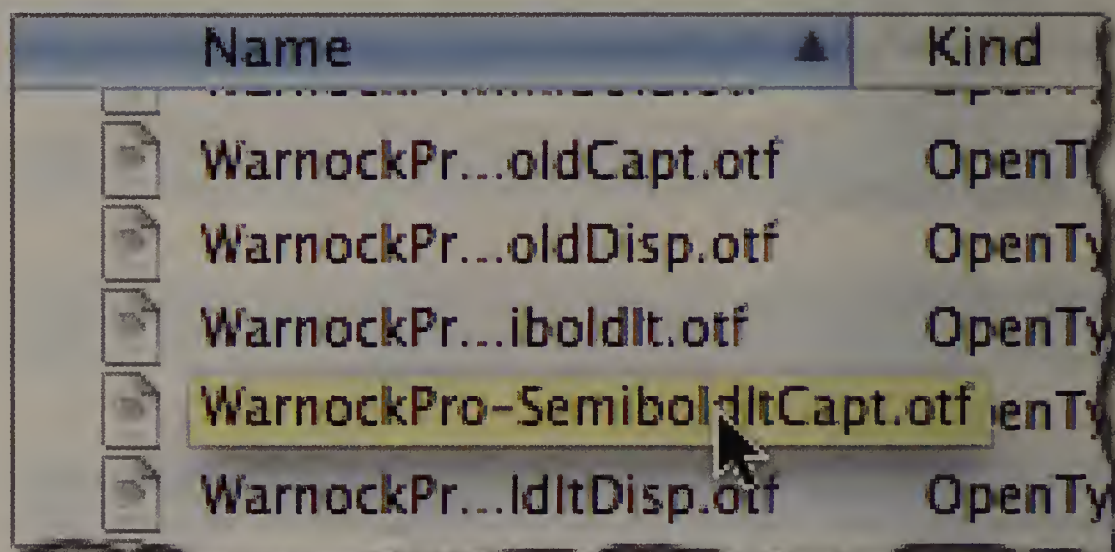 Name Kind
WarnockPr...oldCapt.otf OpenT
WarnockPr...oldDisp.otf OpenTy
WarnockPr...iboldIt.otf OpenTy
WarnockPro-SemiboldItCapt.otf enTy
WarnockPr...ldItDisp.otf OpenTy